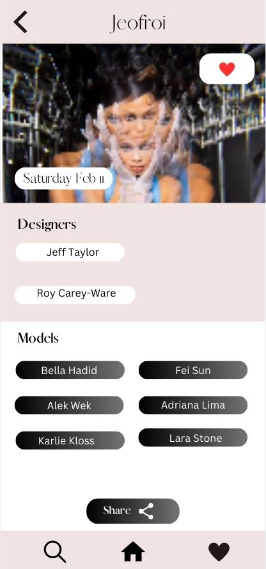 Jeofroi
Saturday Feb 11
Designers
Jeff Taylor
Roy Carey-Ware
Models
Bella Hadid
Fei Sun
Alek Wek
Adriana Lima
Karlie Kloss
Lara Stone
Share